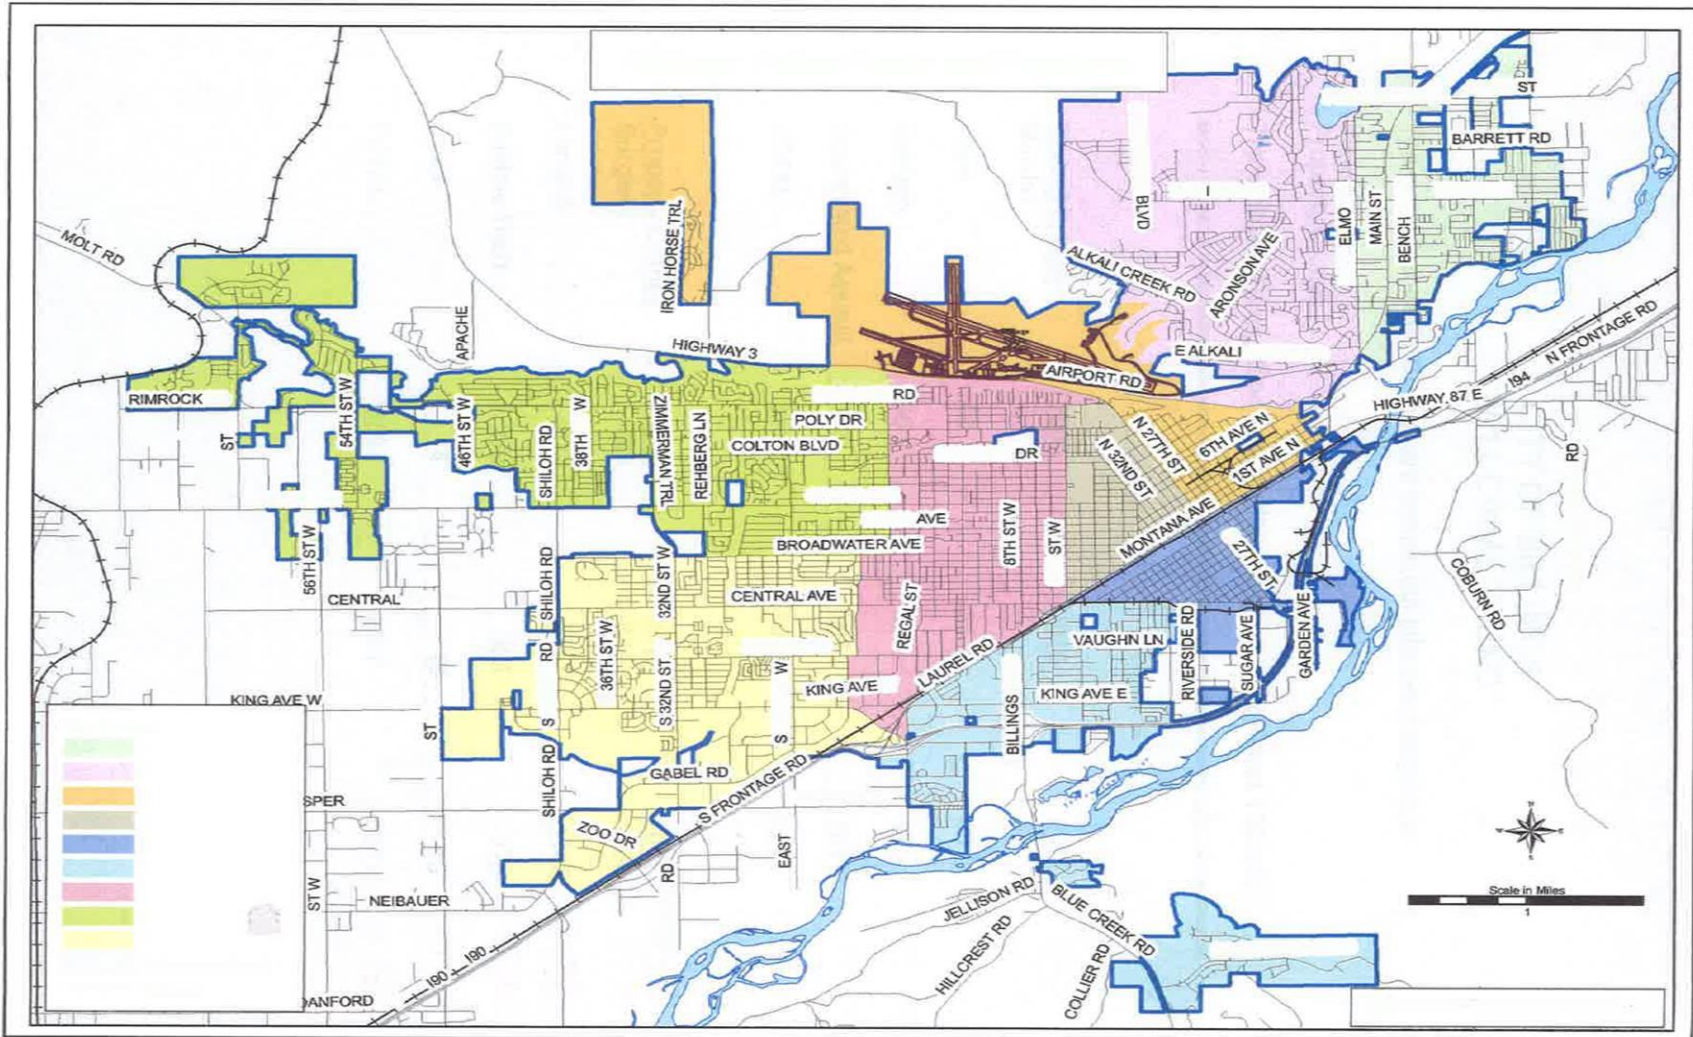 ST
BARRETT RD
MOLT RD
IRON HORSE TRL
BLVD
I
ELMO
MAIN ST
BENCH
ALKALI CREEK RD
ARONSON AVE
APACHE
HIGHWAY 3
E ALKALI
N FRONTAGE RD
AIRPORT RD
I94
HIGHWAY 87 E
RIMROCK
RD
54TH ST W
46TH ST W
SHILOH RD
38TH
W
ZIMMERMAN TRL
REHBERG LN
POLY DR
COLTON BLVD
DR
N 27TH ST
6TH AVE N
1ST AVE N
N 32ND ST
ST
RD
AVE
MONTANA AVE
BROADWATER AVE
8TH ST W
ST W
27TH ST
56TH ST W
SHILOH RD
32ND ST W
CENTRAL
CENTRAL AVE
REGAL ST
COBURN RD
VAUGHN LN
RIVERSIDE RD
SUGAR AVE
GARDEN AVE
LAUREL RD
RD
36TH ST W
S 32ND ST
W
KING AVE
KING AVE E
KING AVE W
ST
S
S
BILLINGS
GABEL RD
S FRONTAGE RD
SHILOH RD
SPER
ZOO DR
EAST
RD
Scale in Miles
1
ST W
NEIBAUER
JELLISON RD
BLUE CREEK RD
HILLCREST RD
COLLIER RD
I90
I90
DANFORD